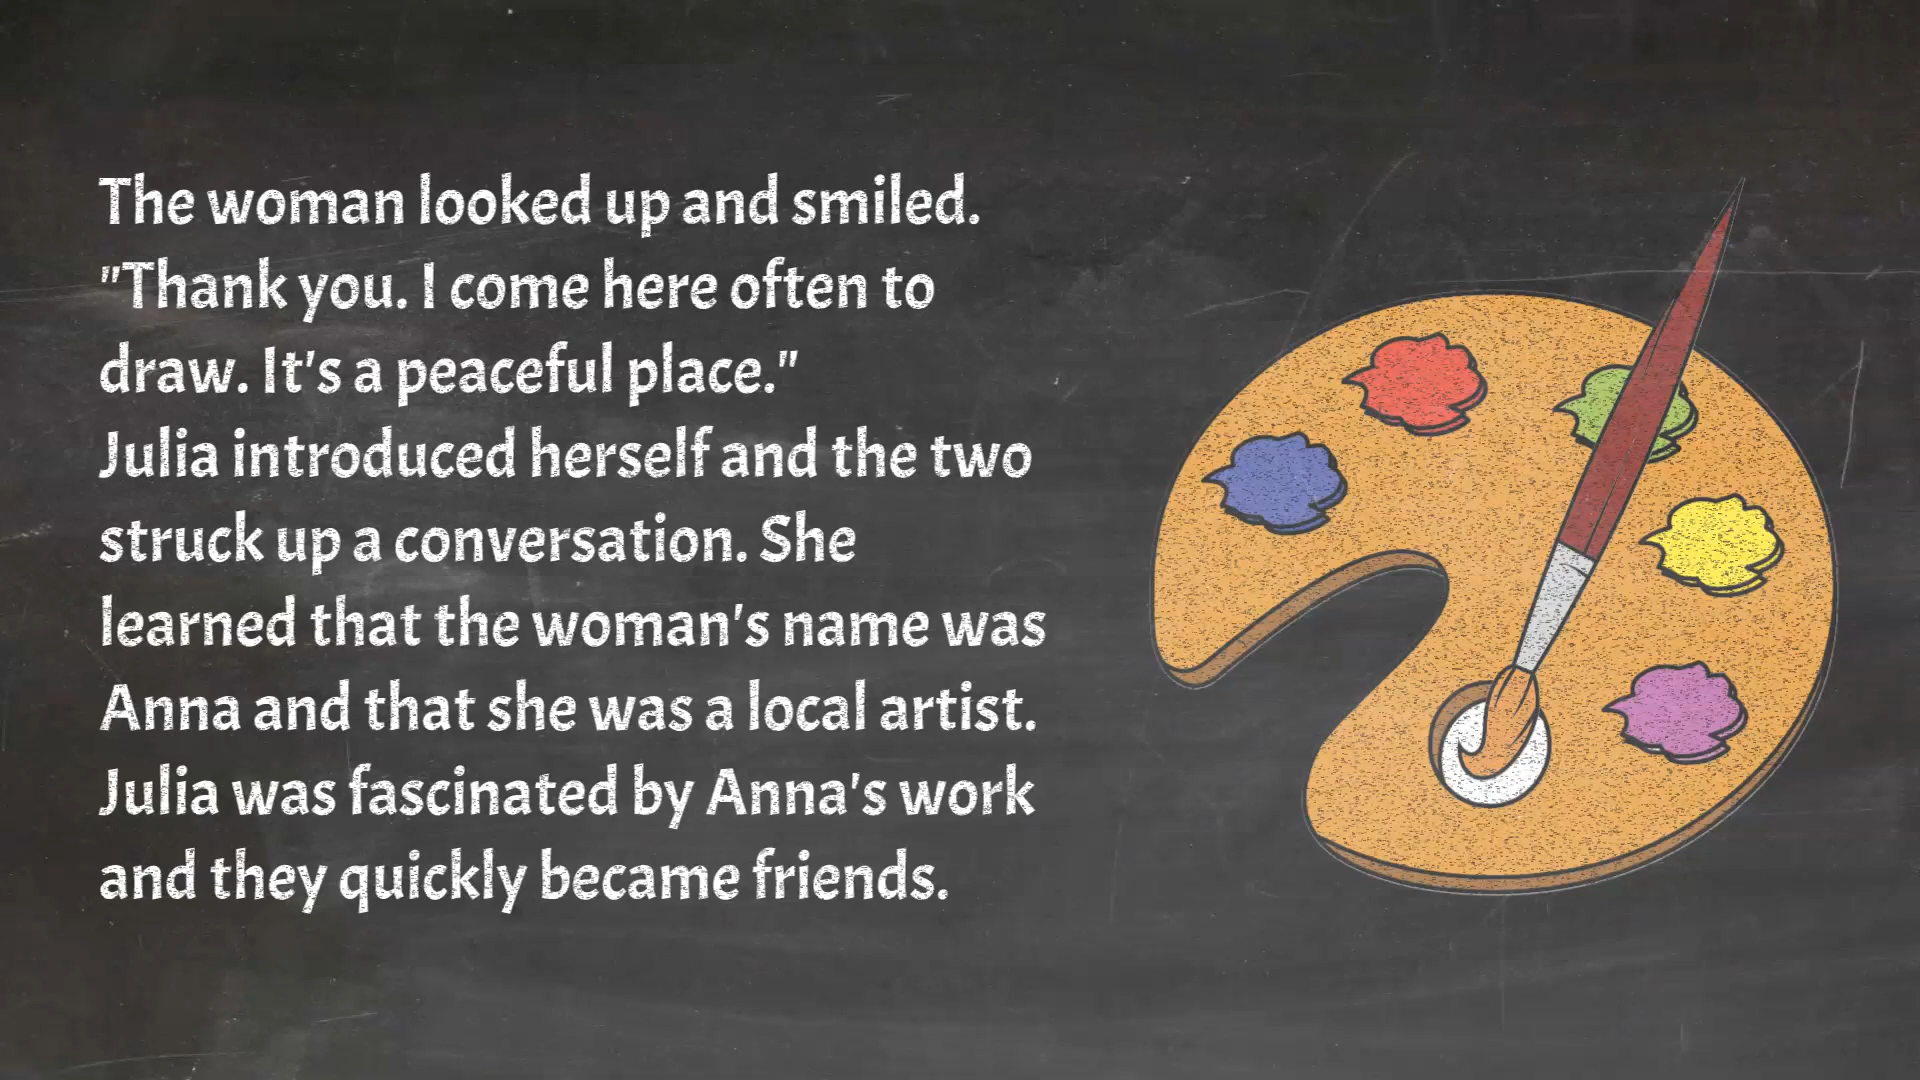 The woman looked up and smiled.
"Thank you. I come here often to
draw. It's a peaceful place."
Julia introduced herself and the two
struck up a conversation. She
learned that the woman's name was
Anna and that she was a local artist.
Julia was fascinated by Anna's work
and they quickly became friends.